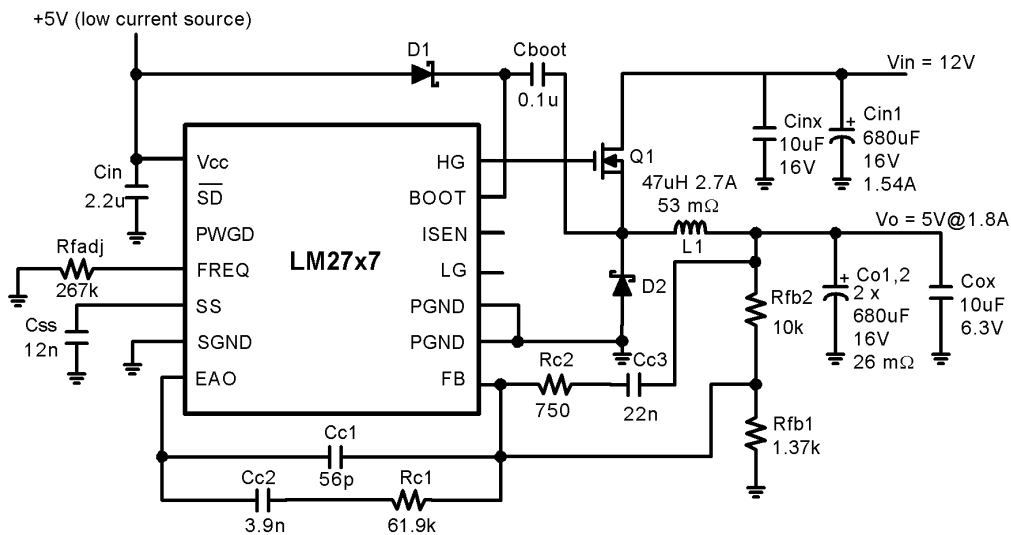 +5V (low current source)
D1
Cboot
0.1u
Vin = 12V
Cinx
10uF
16V
Cin1
+
680uF
16V
1.54A
Cin
2.2u
Vcc
SD
PWGD
FREQ
SS
SGND
EAO
LM27x7
HG
BOOT
ISEN
LG
PGND
PGND
FB
Q1
47uH 2.7A
53 mΩ
L1
Vo = 5V@1.8A
D2
Rfadj
267k
Css
12n
Rfb2
10k
+
Co1,2
2 x
680uF
16V
26 mΩ
Cox
10uF
6.3V
Rc2
750
Cc3
22n
Rfb1
1.37k
Cc1
56p
Cc2
3.9n
Rc1
61.9k